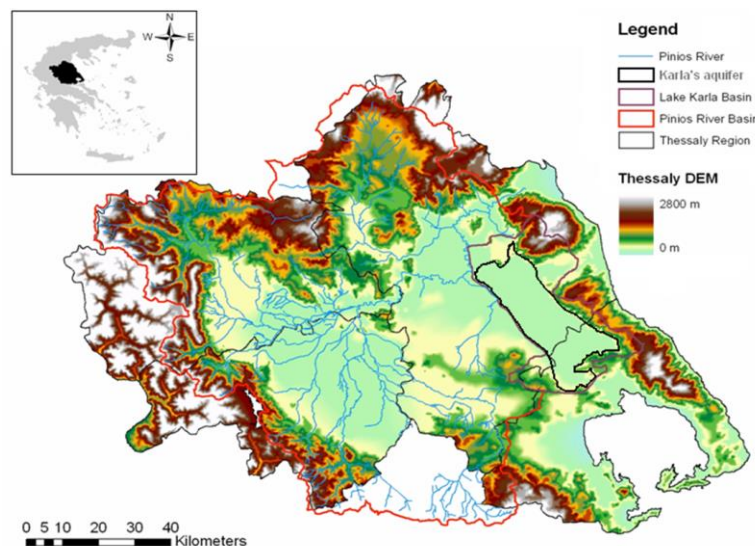 N
W E
S
Legend
Pinios River
Karla's aquifer
Lake Karla Basin
Pinios River Basin
Thessaly Region
Thessaly DEM
2800 m
0 m
0 5 10 20 30 40
Kilometers